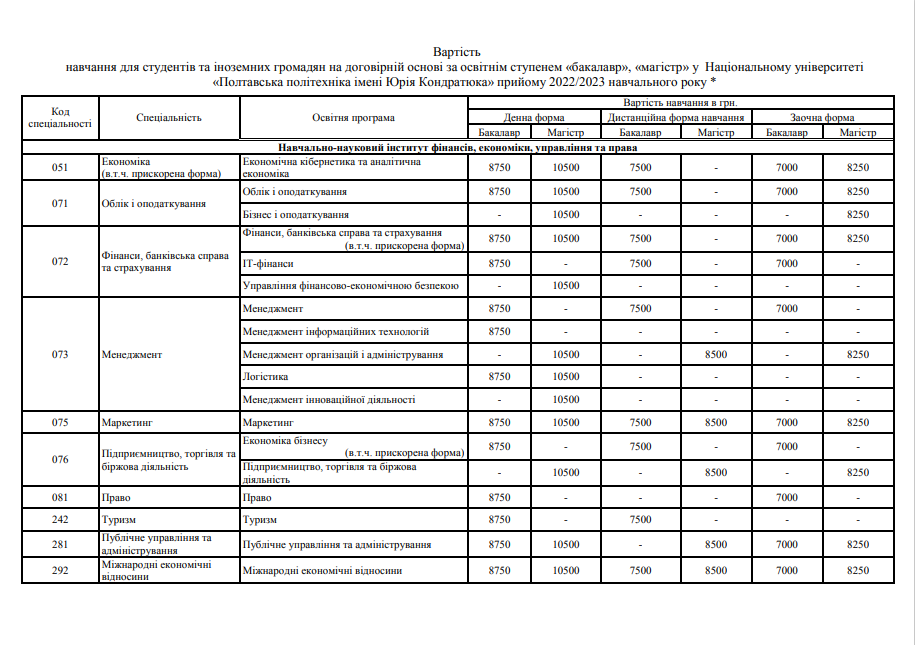 Вартість
навчання для студентів та іноземних громадян на договірній основі за освітнім ступенем «бакалавр», «магістр» у Національному університеті
«Полтавська політехніка імені Юрія Кондратюка» прийому 2022/2023 навчального року *
Код спеціальності Спеціальність Освітня програма Вартість навчання в грн.
Денна форма Дистанційна форма навчання Заочна форма
Бакалавр Магістр Бакалавр Магістр Бакалавр Магістр
Навчально-науковий інститут фінансів, економіки, управління та права
051 Економіка (в.т.ч. прискорена форма) Економічна кібернетика та аналітична економіка 8750 10500 7500 - 7000 8250
071 Облік і оподаткування Облік і оподаткування 8750 10500 7500 - 7000 8250
Бізнес і оподаткування - 10500 - - - 8250
072 Фінанси, банківська справа та страхування Фінанси, банківська справа та страхування (в.т.ч. прискорена форма) 8750 10500 7500 - 7000 8250
ІТ-фінанси 8750 - 7500 - 7000 -
Управління фінансово-економічною безпекою - 10500 - - - -
073 Менеджмент Менеджмент 8750 - 7500 - 7000 -
Менеджмент інформаційних технологій 8750 - - - - -
Менеджмент організацій і адміністрування - 10500 - 8500 - 8250
Логістика 8750 10500 - - - -
Менеджмент інноваційної діяльності - 10500 - - - -
075 Маркетинг Маркетинг 8750 10500 7500 8500 7000 8250
076 Підприємництво, торгівля та біржова діяльність Економіка бізнесу (в.т.ч. прискорена форма) 8750 - 7500 - 7000 -
Підприємництво, торгівля та біржова діяльність - 10500 - 8500 - 8250
081 Право Право 8750 - - - 7000 -
242 Туризм Туризм 8750 - 7500 - - -
281 Публічне управління та адміністрування Публічне управління та адміністрування 8750 10500 - 8500 7000 8250
292 Міжнародні економічні відносини Міжнародні економічні відносини 8750 10500 7500 8500 7000 8250